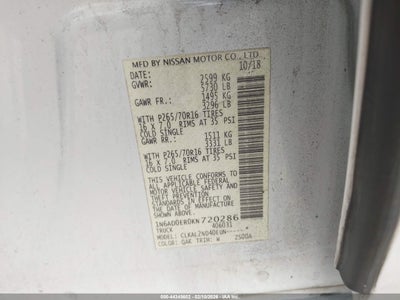 MFD BY NISSAN MOTOR CO., LTD
DATE: 10/18
GVWR: 2599 KG
5730 LB
GAWR FR.: 1495 KG
3296 LB
WITH P265/70R16 TIRES
16 X 7.0 RIMS AT 35 PSI
COLD SINGLE
GAWR RR.: 1511 KG
3331 LB
WITH P265/70R16 TIRES
16 X 7.0 RIMS AT 35 PSI
COLD SINGLE
THIS VEHICLE CONFORMS TO ALL
APPLICABLE FEDERAL MOTOR
VEHICLE SAFETY, BUMPER AND
THEFT PREVENTION STANDARDS
IN EFFECT ON THE DATE OF
MANUFACTURE SHOWN ABOVE.
1N6AD0ER0KN720286
TRUCK 406031
MODEL:
COLOR: QAK TRIM: W